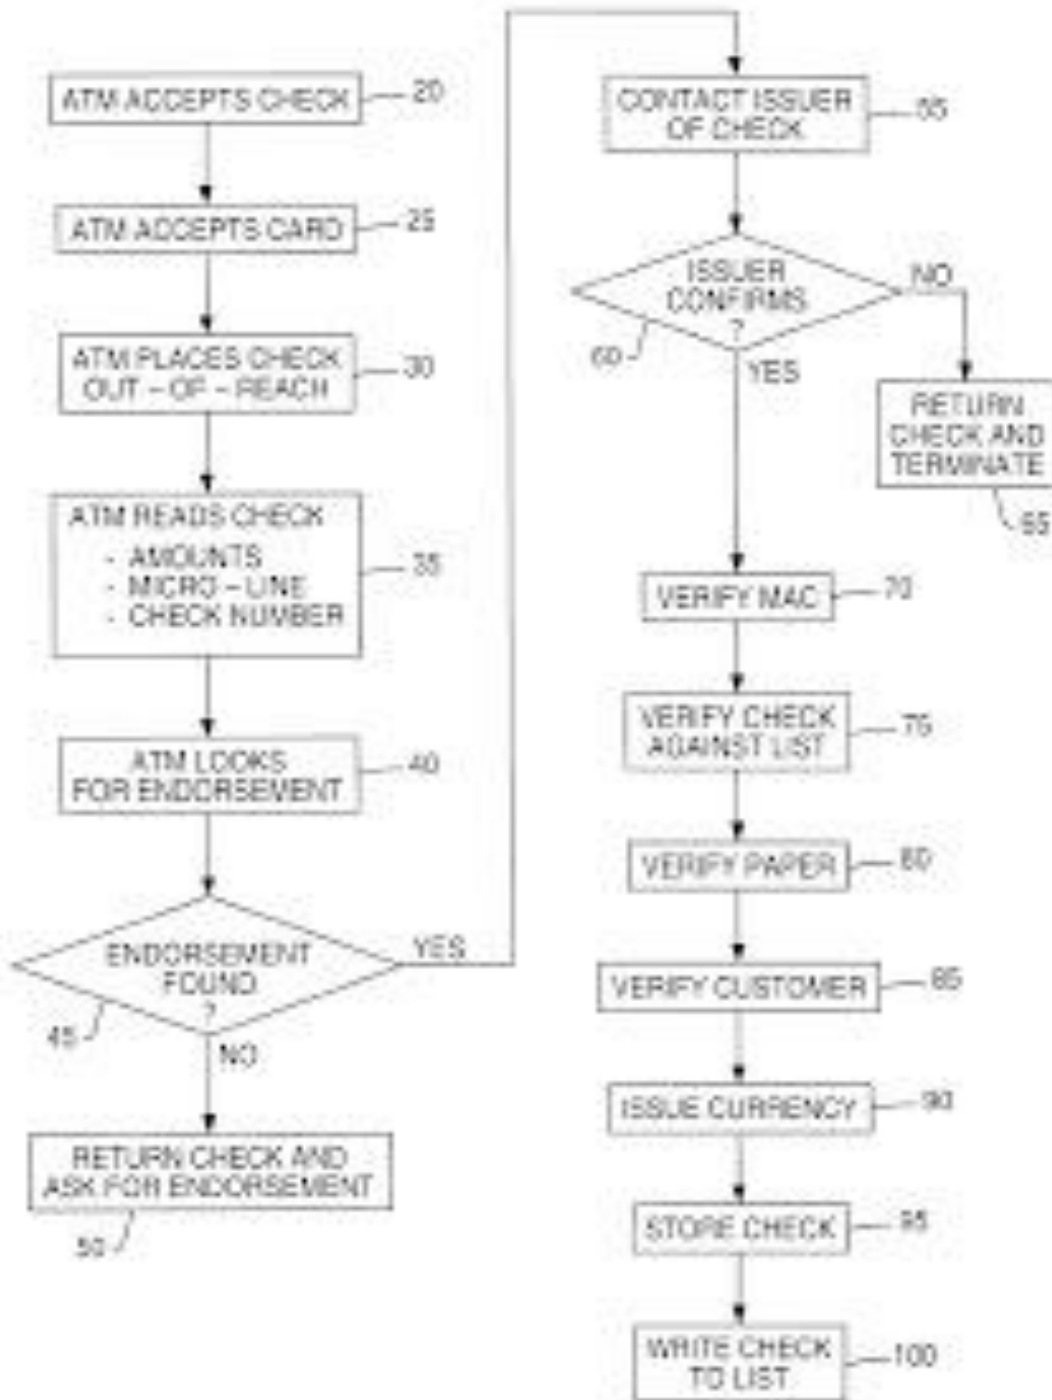 ATM ACCEPTS CHECK
20
ATM ACCEPTS CARD
25
ATM PLACES CHECK
OUT - OF - REACH
30
ATM READS CHECK
- AMOUNTS
- MICRO - LINE
- CHECK NUMBER
35
ATM LOOKS
FOR ENDORSEMENT
40
ENDORSEMENT
FOUND
?
45
YES
NO
RETURN CHECK AND
ASK FOR ENDORSEMENT
50
CONTACT ISSUER
OF CHECK
55
ISSUER
CONFIRMS
?
60
NO
YES
RETURN
CHECK AND
TERMINATE
65
VERIFY MAC
70
VERIFY CHECK
AGAINST LIST
75
VERIFY PAPER
80
VERIFY CUSTOMER
85
ISSUE CURRENCY
90
STORE CHECK
95
WRITE CHECK
TO LIST
100